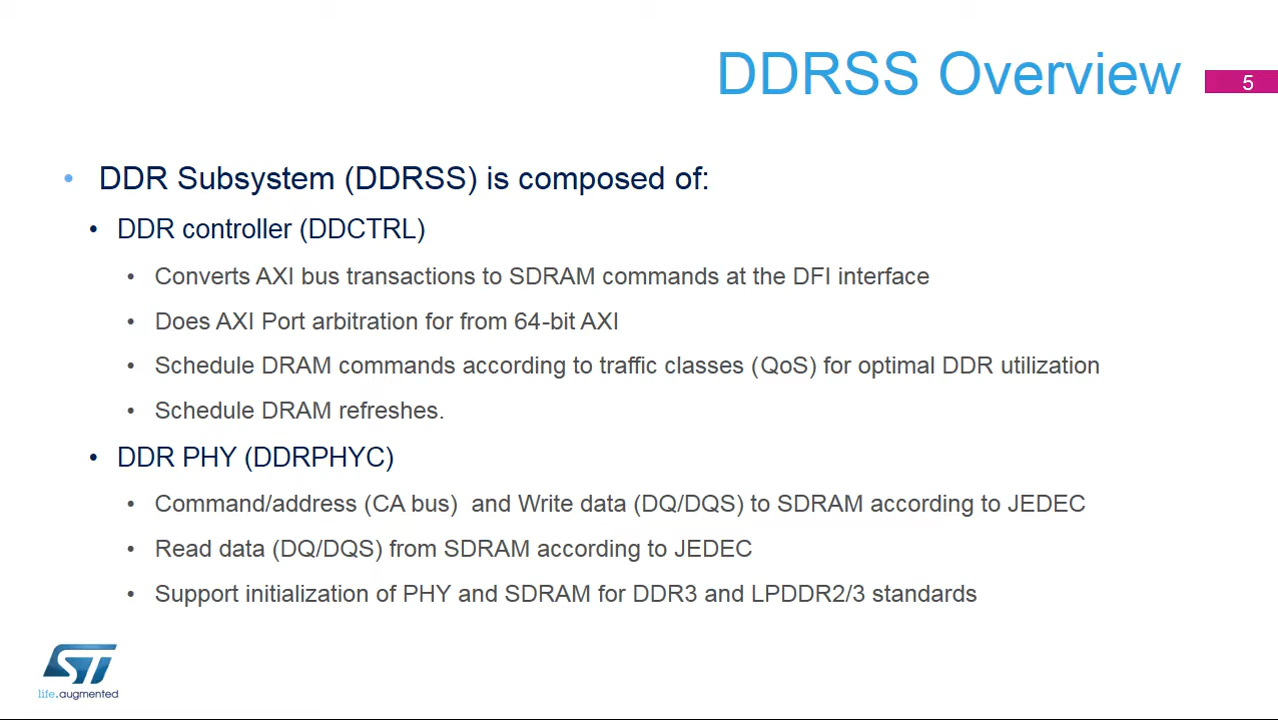 DDRSS Overview
5
• DDR Subsystem (DDRSS) is composed of:
• DDR controller (DDCTRL)
• Converts AXI bus transactions to SDRAM commands at the DFI interface
• Does AXI Port arbitration for from 64-bit AXI
• Schedule DRAM commands according to traffic classes (QoS) for optimal DDR utilization
• Schedule DRAM refreshes.
• DDR PHY (DDRPHYC)
• Command/address (CA bus)  and Write data (DQ/DQS) to SDRAM according to JEDEC
• Read data (DQ/DQS) from SDRAM according to JEDEC
• Support initialization of PHY and SDRAM for DDR3 and LPDDR2/3 standards
ST
life.augmented